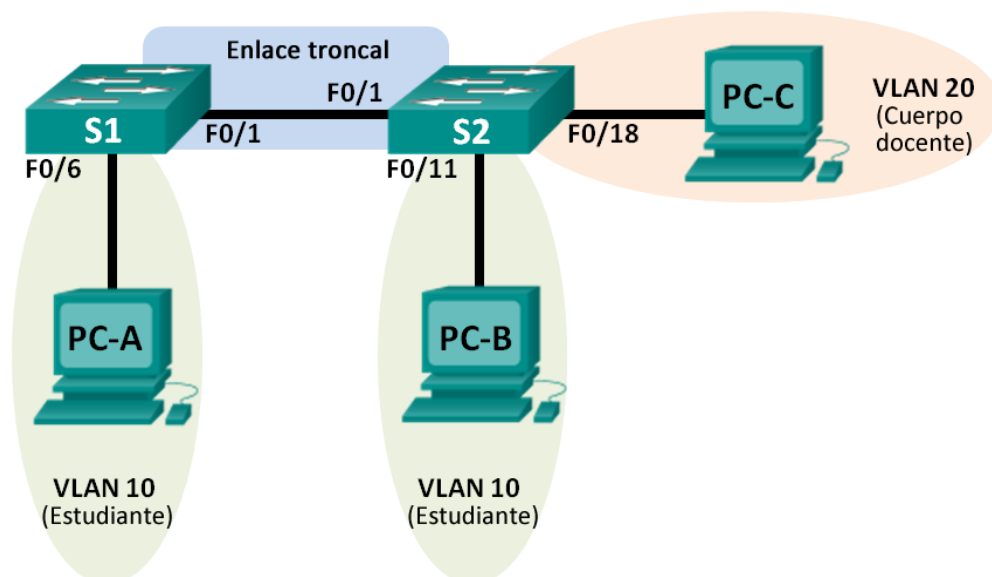 Enlace troncal
F0/1
S1
F0/1
F0/6
S2
F0/11
F0/18
PC-C
VLAN 20
(Cuerpo
docente)
PC-A
PC-B
VLAN 10
(Estudiante)
VLAN 10
(Estudiante)